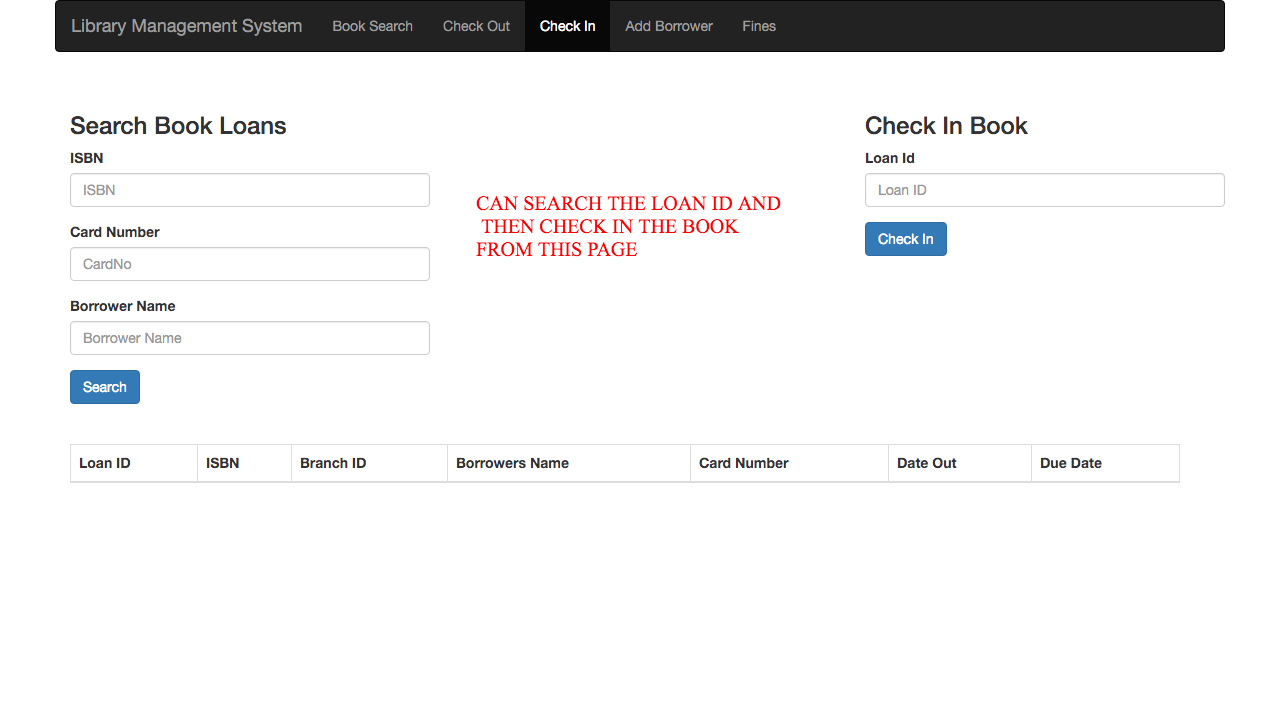 Library Management System Book Search Check Out Check In Add Borrower Fines
Search Book Loans
ISBN
ISBN
Card Number
CardNo
Borrower Name
Borrower Name
Search
CAN SEARCH THE LOAN ID AND
THEN CHECK IN THE BOOK
FROM THIS PAGE
Check In Book
Loan Id
Loan ID
Check In
Loan ID ISBN Branch ID Borrowers Name Card Number Date Out Due Date